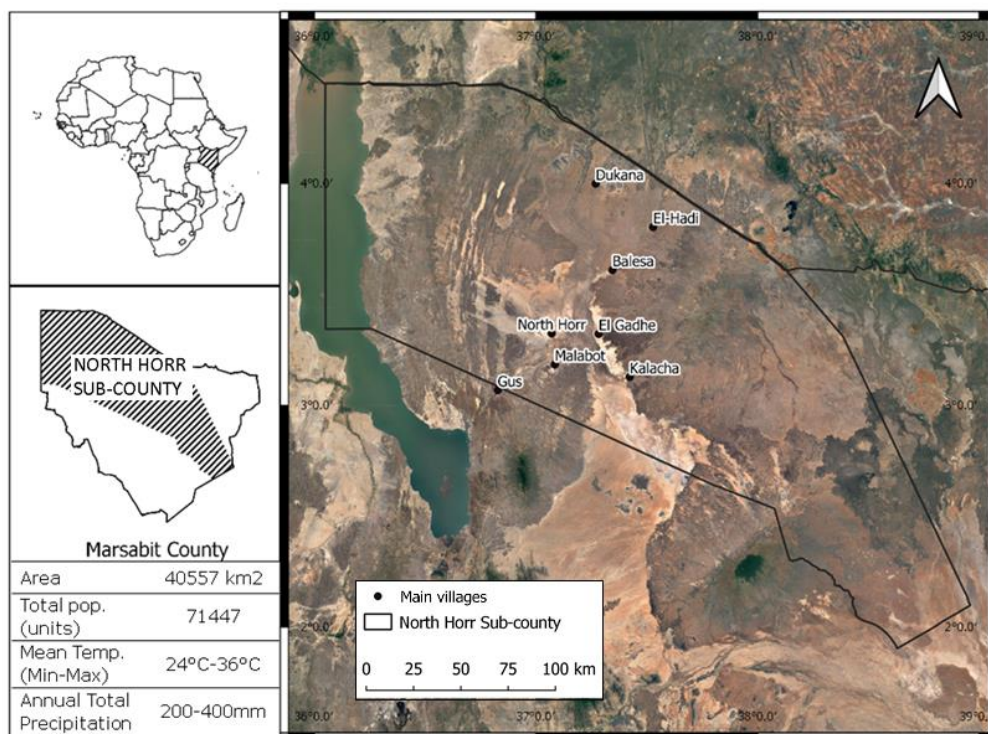 NORTH HORR
SUB-COUNTY
Marsabit County
Area 40557 km2
Total pop.
(units) 71447
Mean Temp.
(Min-Max) 24°C-36°C
Annual Total
Precipitation 200-400mm
36°0.0' 37°0.0' 38°0.0' 39°0.0'
4°0.0' 4°0.0'
3°0.0' 3°0.0'
2°0.0' 2°0.0'
36°0.0' 37°0.0' 38°0.0' 39°0.0'
Dukana
El-Hadi
Balesa
North Horr
El Gadhe
Malabot
Kalacha
Gus
Main villages
North Horr Sub-county
0 25 50 75 100 km